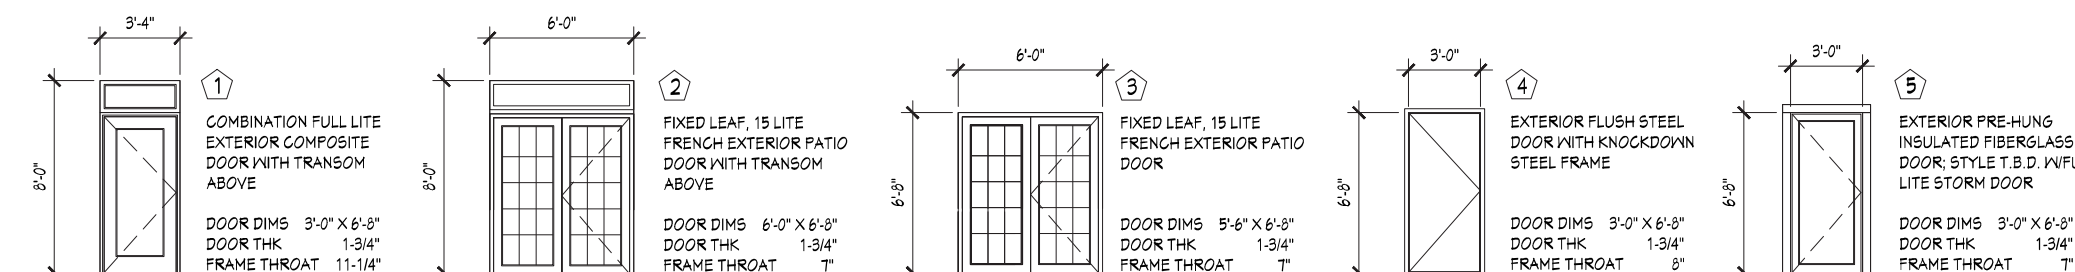 3'-4"
8'-0"
1
COMBINATION FULL LITE
EXTERIOR COMPOSITE
DOOR WITH TRANSOM
ABOVE
DOOR DIMS 3'-0" X 6'-8"
DOOR THK 1-3/4"
FRAME THROAT 11-1/4"
6'-0"
8'-0"
2
FIXED LEAF, 15 LITE
FRENCH EXTERIOR PATIO
DOOR WITH TRANSOM
ABOVE
DOOR DIMS 6'-0" X 6'-8"
DOOR THK 1-3/4"
FRAME THROAT 7"
6'-0"
6'-8"
3
FIXED LEAF, 15 LITE
FRENCH EXTERIOR PATIO
DOOR
DOOR DIMS 5'-6" X 6'-8"
DOOR THK 1-3/4"
FRAME THROAT 7"
3'-0"
6'-8"
4
EXTERIOR FLUSH STEEL
DOOR WITH KNOCKDOWN
STEEL FRAME
DOOR DIMS 3'-0" X 6'-8"
DOOR THK 1-3/4"
FRAME THROAT 8"
3'-0"
6'-8"
5
EXTERIOR PRE-HUNG
INSULATED FIBERGLASS
DOOR; STYLE T.B.D.
LITE STORM DOOR
DOOR DIMS 3'-0" X 6'-8"
DOOR THK 1-3/4"
FRAME THROAT 7"